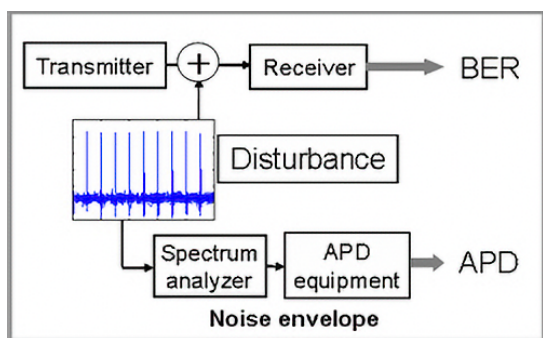 Transmitter
+
Receiver
BER
Disturbance
Spectrum
analyzer
APD
equipment
APD
Noise envelope